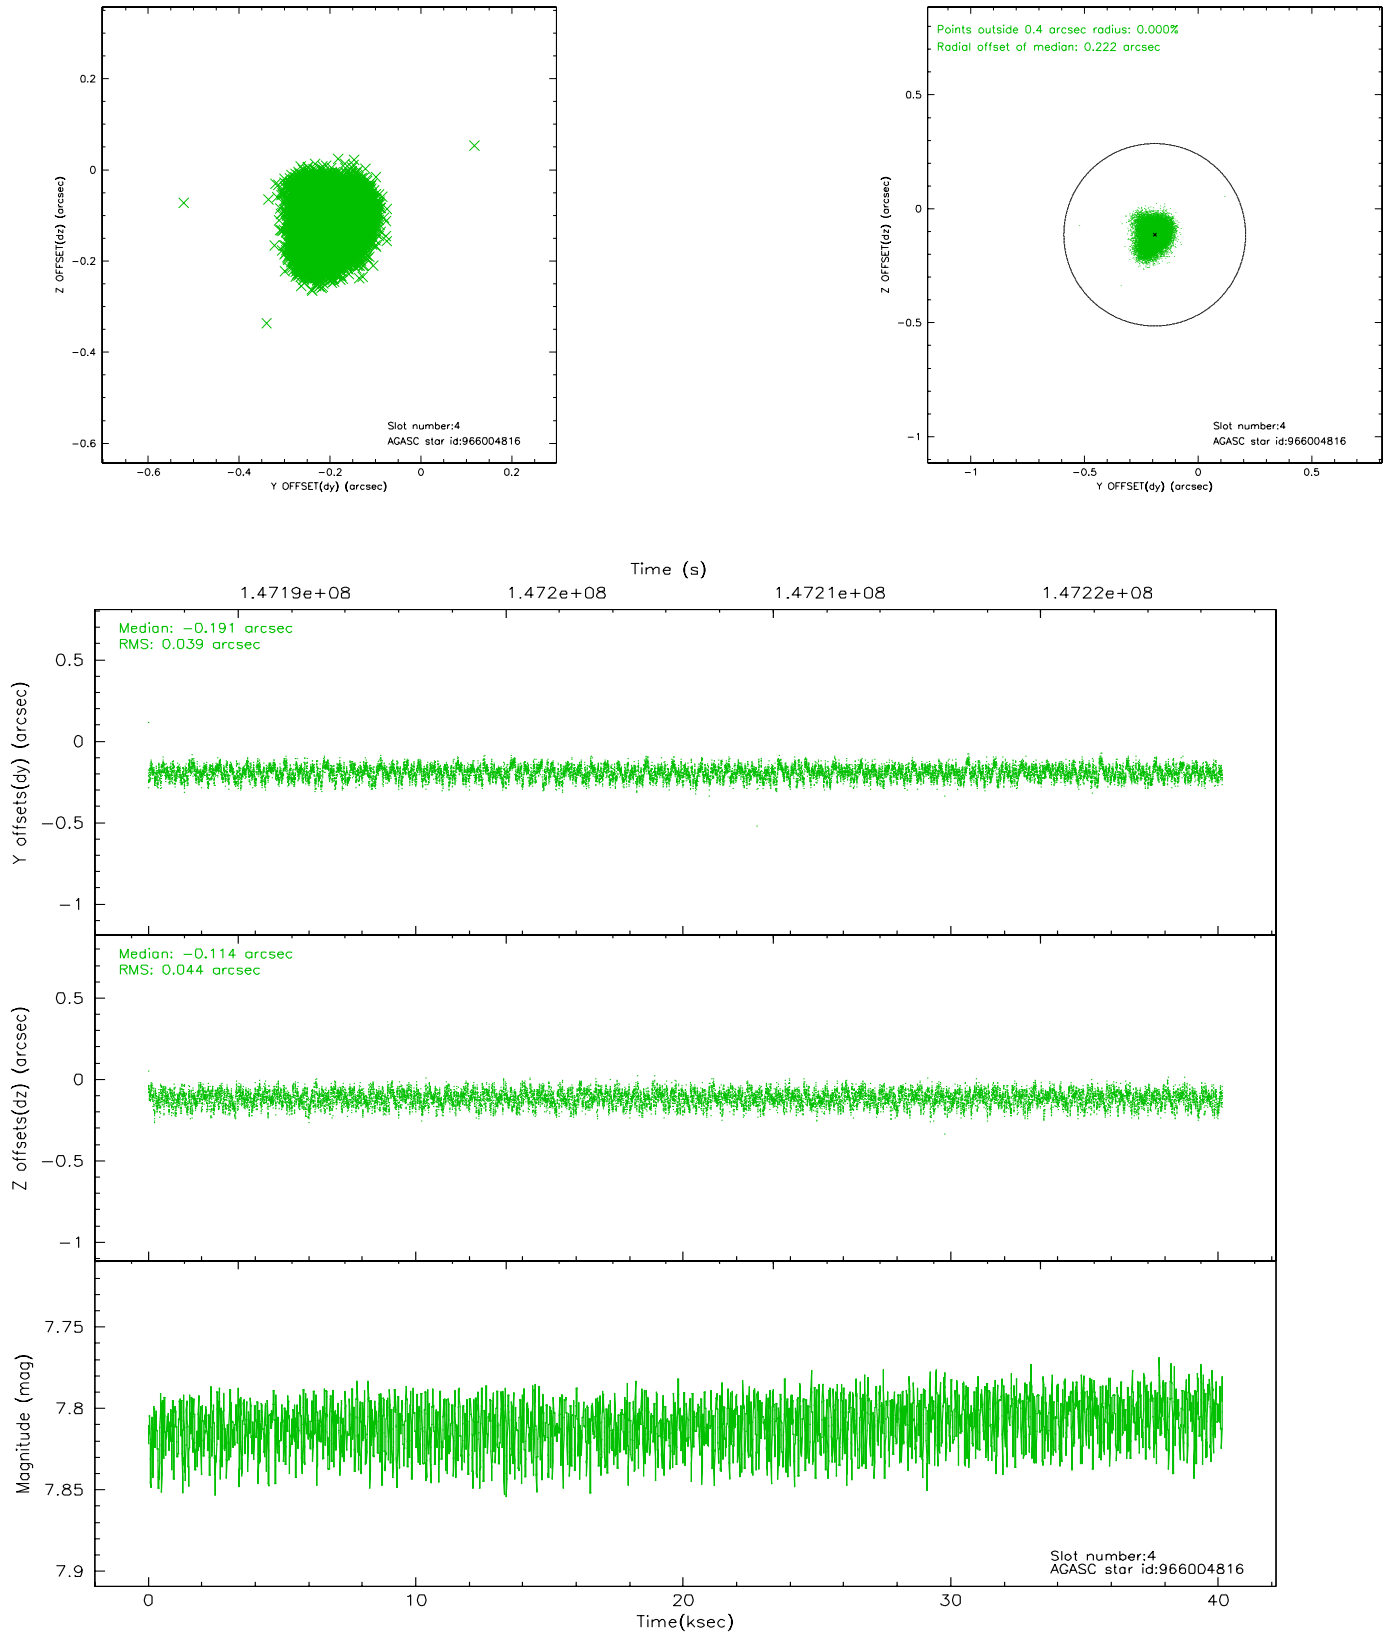 0.2
0
−0.2
−0.4
−0.6
Z OFFSET(dz) (arcsec)
−0.6 −0.4 −0.2 0 0.2
Y OFFSET(dy) (arcsec)
Slot number:4
AGASC star id:966004816
Points outside 0.4 arcsec radius: 0.000%
Radial offset of median: 0.222 arcsec
0.5
0
−0.5
−1
Z OFFSET(dz) (arcsec)
−1 −0.5 0 0.5
Y OFFSET(dy) (arcsec)
Slot number:4
AGASC star id:966004816
Time (s)
1.4719e+08 1.472e+08 1.4721e+08 1.4722e+08
Median: −0.191 arcsec
RMS: 0.039 arcsec
0.5
0
−0.5
−1
Y offsets(dy) (arcsec)
Median: −0.114 arcsec
RMS: 0.044 arcsec
0.5
0
−0.5
−1
Z offsets(dz) (arcsec)
7.75
7.8
7.85
7.9
Magnitude (mag)
Slot number:4
AGASC star id:966004816
0 10 20 30 40
Time(ksec)